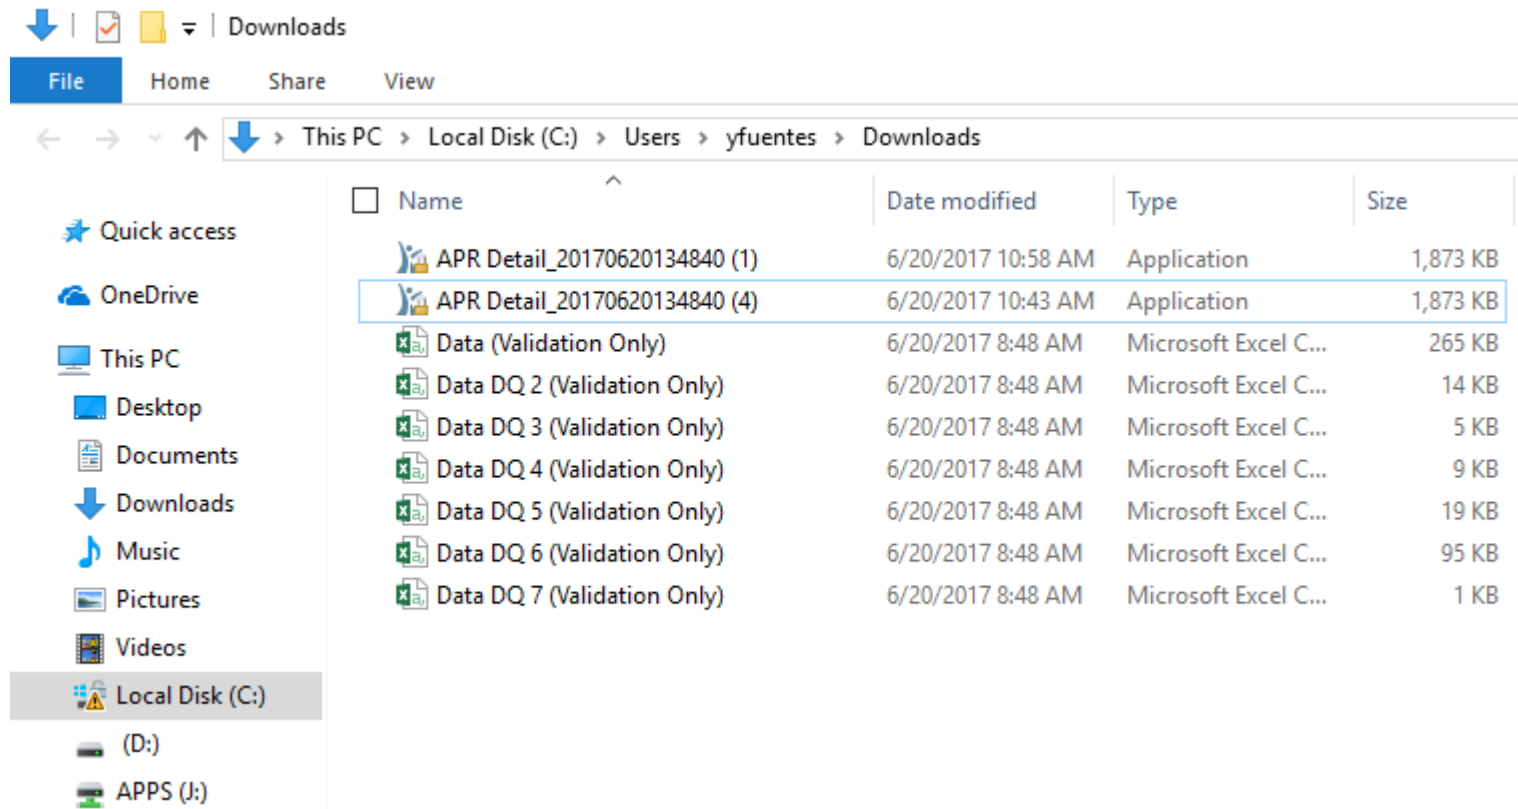 Downloads
File Home Share View
This PC > Local Disk (C:) > Users > yfuentes > Downloads
Name Date modified Type Size
Quick access
OneDrive
This PC
Desktop
Documents
Downloads
Music
Pictures
Videos
Local Disk (C:)
(D:)
APPS (J:)
APR Detail_20170620134840 (1) 6/20/2017 10:58 AM Application 1,873 KB
APR Detail_20170620134840 (4) 6/20/2017 10:43 AM Application 1,873 KB
Data (Validation Only) 6/20/2017 8:48 AM Microsoft Excel C... 265 KB
Data DQ 2 (Validation Only) 6/20/2017 8:48 AM Microsoft Excel C... 14 KB
Data DQ 3 (Validation Only) 6/20/2017 8:48 AM Microsoft Excel C... 5 KB
Data DQ 4 (Validation Only) 6/20/2017 8:48 AM Microsoft Excel C... 9 KB
Data DQ 5 (Validation Only) 6/20/2017 8:48 AM Microsoft Excel C... 19 KB
Data DQ 6 (Validation Only) 6/20/2017 8:48 AM Microsoft Excel C... 95 KB
Data DQ 7 (Validation Only) 6/20/2017 8:48 AM Microsoft Excel C... 1 KB